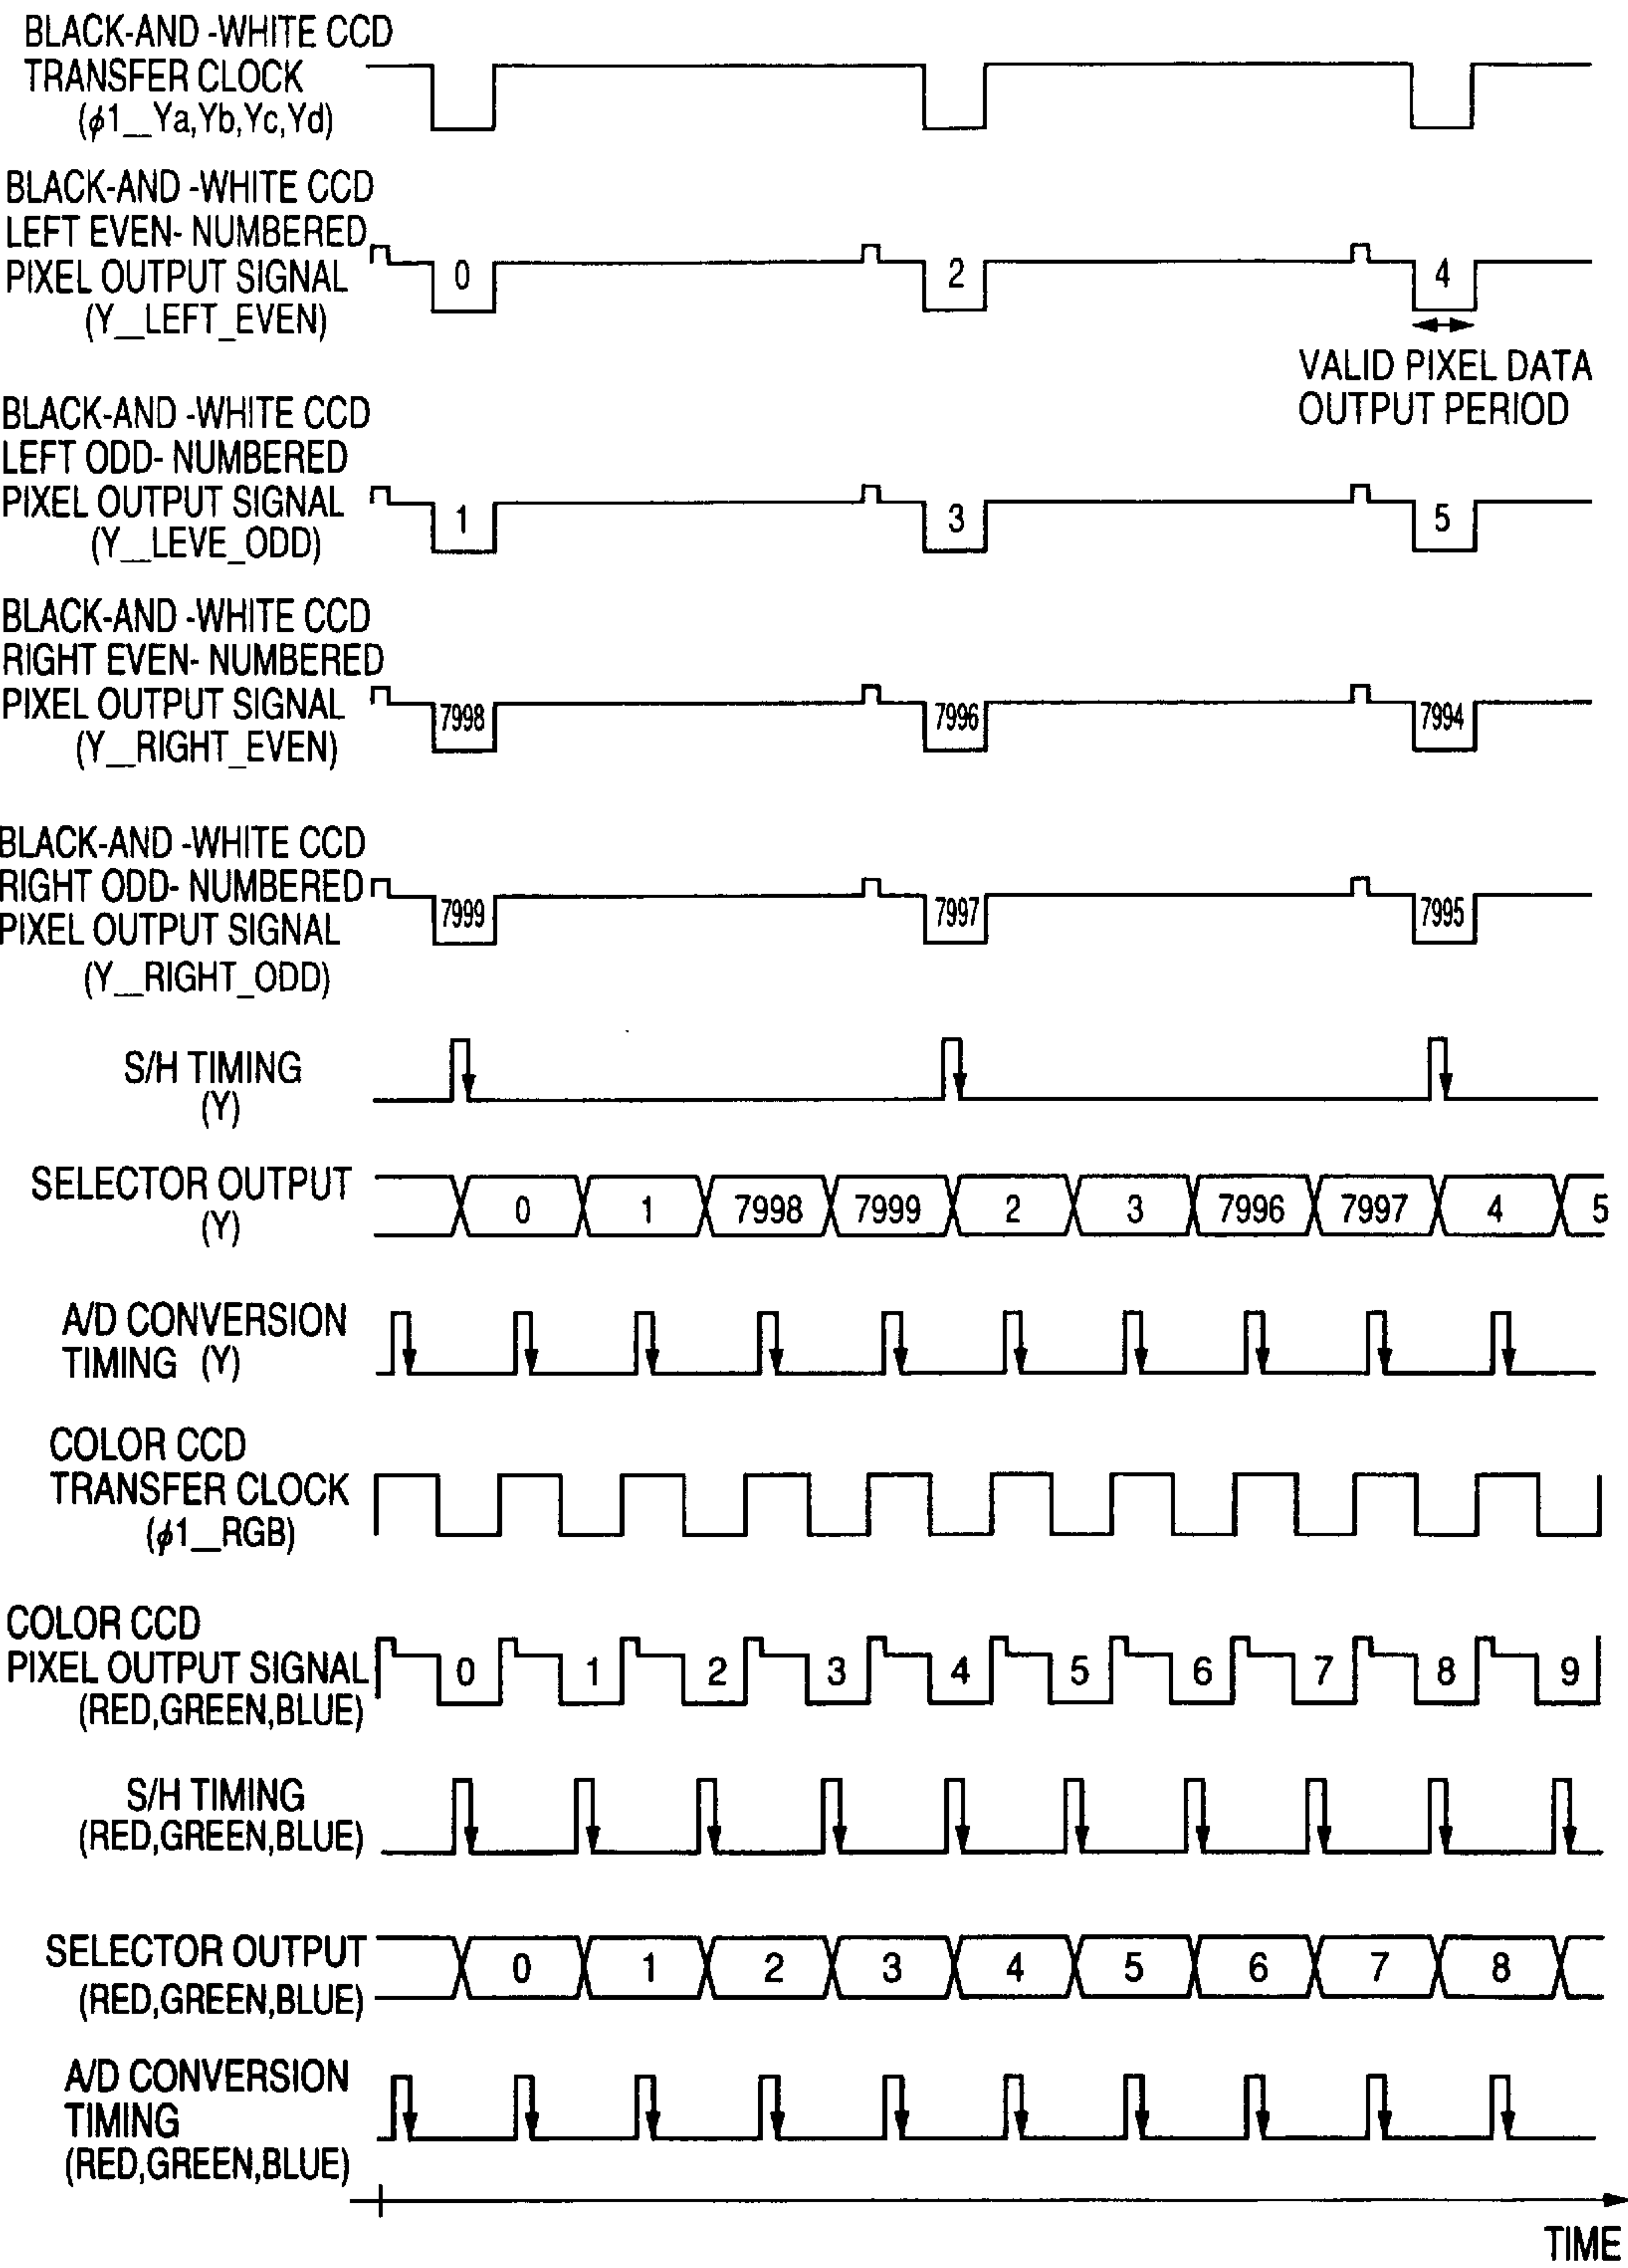 BLACK-AND -WHITE CCD
TRANSFER CLOCK
(ϕ1__Ya,Yb,Yc,Yd)
BLACK-AND -WHITE CCD
LEFT EVEN- NUMBERED
PIXEL OUTPUT SIGNAL
(Y__LEFT_EVEN)
0 2 4
VALID PIXEL DATA
OUTPUT PERIOD
BLACK-AND -WHITE CCD
LEFT ODD- NUMBERED
PIXEL OUTPUT SIGNAL
(Y__LEVE_ODD)
1 3 5
BLACK-AND -WHITE CCD
RIGHT EVEN- NUMBERED
PIXEL OUTPUT SIGNAL
(Y__RIGHT_EVEN)
7998 7996 7994
BLACK-AND -WHITE CCD
RIGHT ODD- NUMBERED
PIXEL OUTPUT SIGNAL
(Y__RIGHT_ODD)
7999 7997 7995
S/H TIMING
(Y)
SELECTOR OUTPUT
(Y)
0 1 7998 7999 2 3 7996 7997 4 5
A/D CONVERSION
TIMING (Y)
COLOR CCD
TRANSFER CLOCK
(ϕ1__RGB)
COLOR CCD
PIXEL OUTPUT SIGNAL
(RED,GREEN,BLUE)
0 1 2 3 4 5 6 7 8 9
S/H TIMING
(RED,GREEN,BLUE)
SELECTOR OUTPUT
(RED,GREEN,BLUE)
0 1 2 3 4 5 6 7 8
A/D CONVERSION
TIMING
(RED,GREEN,BLUE)
TIME